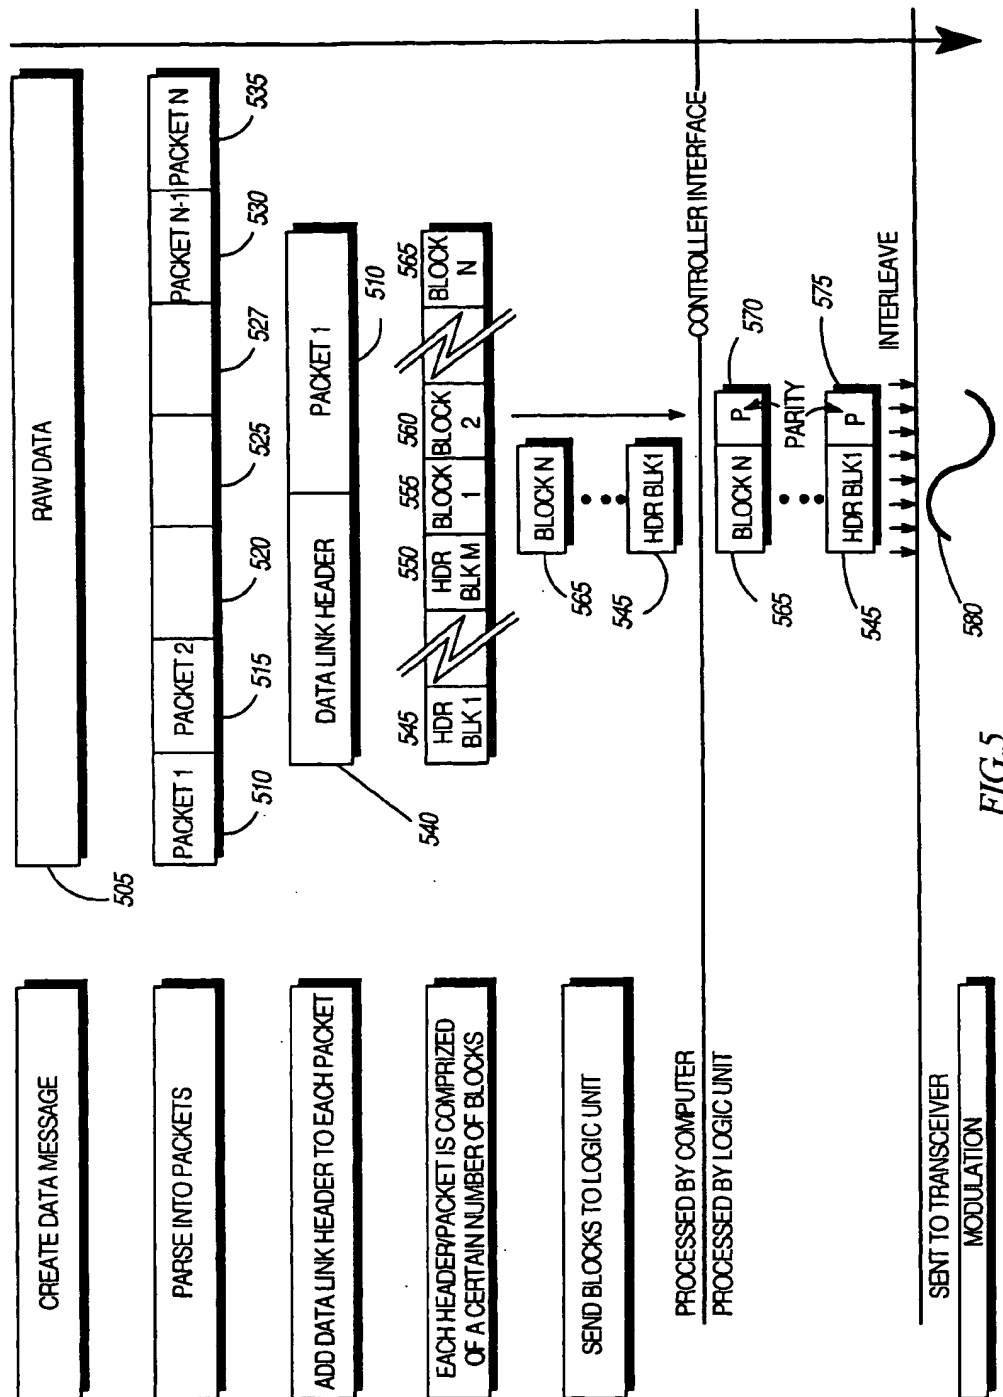 CREATE DATA MESSAGE
RAW DATA
505
PARSE INTO PACKETS
PACKET 1
PACKET 2
PACKET N-1
PACKET N
510
515
520
525
527
530
535
ADD DATA LINK HEADER TO EACH PACKET
DATA LINK HEADER
PACKET 1
540
510
EACH HEADER/PACKET IS COMPRIZED
OF A CERTAIN NUMBER OF BLOCKS
545
550
555
560
565
HDR
BLK 1
HDR
BLK M
BLOCK
1
BLOCK
2
BLOCK
N
SEND BLOCKS TO LOGIC UNIT
BLOCK N
565
HDR BLK1
545
PROCESSED BY COMPUTER
CONTROLLER INTERFACE
PROCESSED BY LOGIC UNIT
BLOCK N
P
565
570
PARITY
HDR BLK1
P
545
575
INTERLEAVE
SENT TO TRANSCEIVER
MODULATION
580
FIG.5